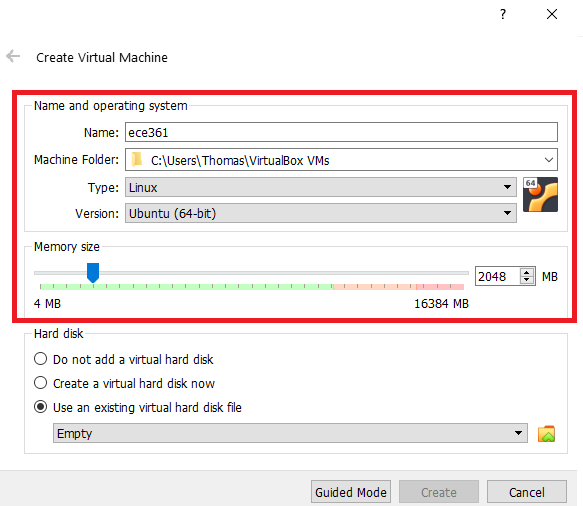 ?
Create Virtual Machine
Name and operating system
Name: ece361
Machine Folder: C:\Users\Thomas\VirtualBox VMs
Type: Linux
64
Version: Ubuntu (64-bit)
Memory size
2048 MB
4 MB 16384 MB
Hard disk
Do not add a virtual hard disk
Create a virtual hard disk now
Use an existing virtual hard disk file
Empty
Guided Mode Create Cancel